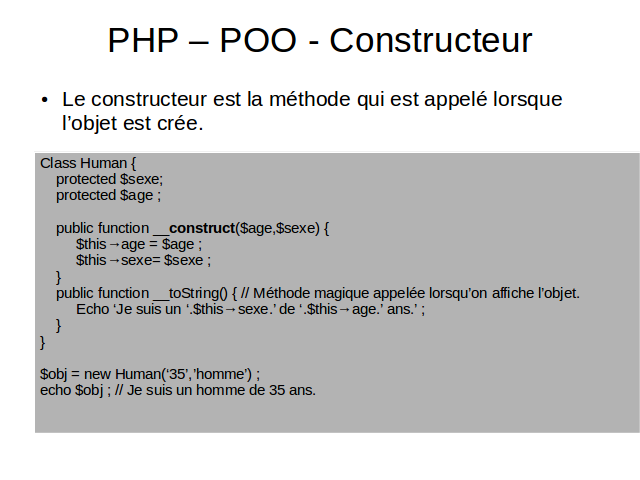 PHP – POO - Constructeur
• Le constructeur est la méthode qui est appelé lorsque
l’objet est crée.
Class Human {
protected $sexe;
protected $age ;
public function __construct($age,$sexe) {
$this→age = $age ;
$this→sexe= $sexe ;
}
public function __toString() { // Méthode magique appelée lorsqu’on affiche l’objet.
Echo ‘Je suis un ‘.$this→sexe.’ de ‘.$this→age.’ ans.’ ;
}
}
$obj = new Human(‘35’,’homme’) ;
echo $obj ; // Je suis un homme de 35 ans.